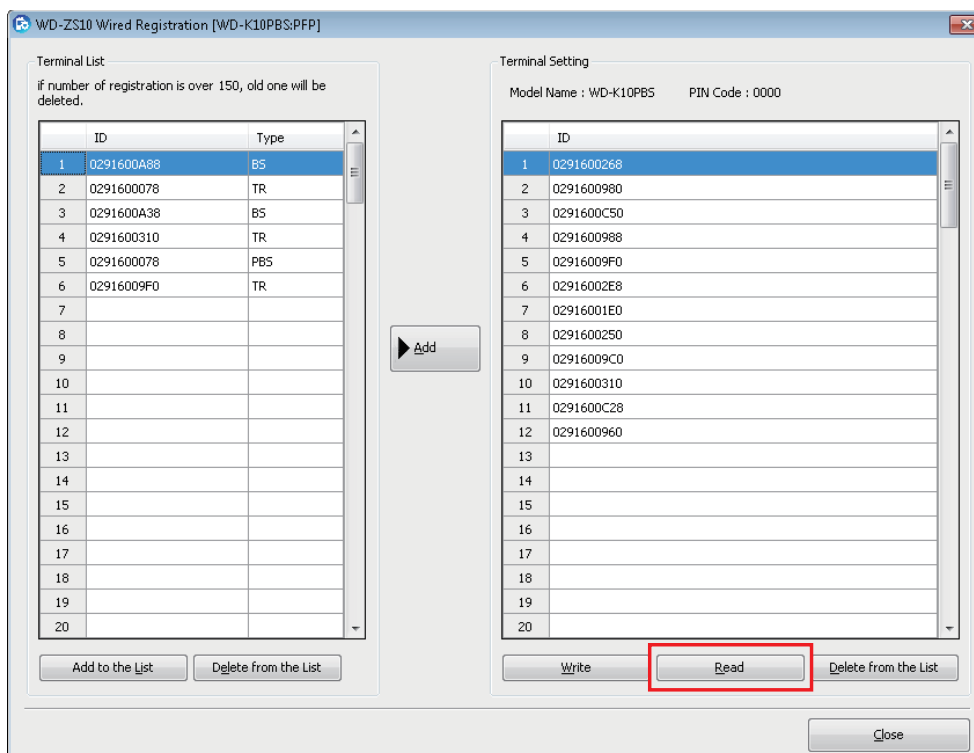 WD-ZS10 Wired Registration [WD-K10PBS:PFP]
Terminal List
if number of registration is over 150, old one will be
deleted.
ID Type
1 0291600A88 BS
2 0291600078 TR
3 0291600A38 BS
4 0291600310 TR
5 0291600078 PBS
6 02916009F0 TR
7
8
9
10
11
12
13
14
15
16
17
18
19
20
Add to the List Delete from the List
Add
Terminal Setting
Model Name : WD-K10PBS PIN Code : 0000
ID
1 0291600268
2 0291600980
3 0291600C50
4 0291600988
5 02916009F0
6 02916002E8
7 02916001E0
8 0291600250
9 02916009C0
10 0291600310
11 0291600C28
12 0291600960
13
14
15
16
17
18
19
20
Write Read Delete from the List
Close